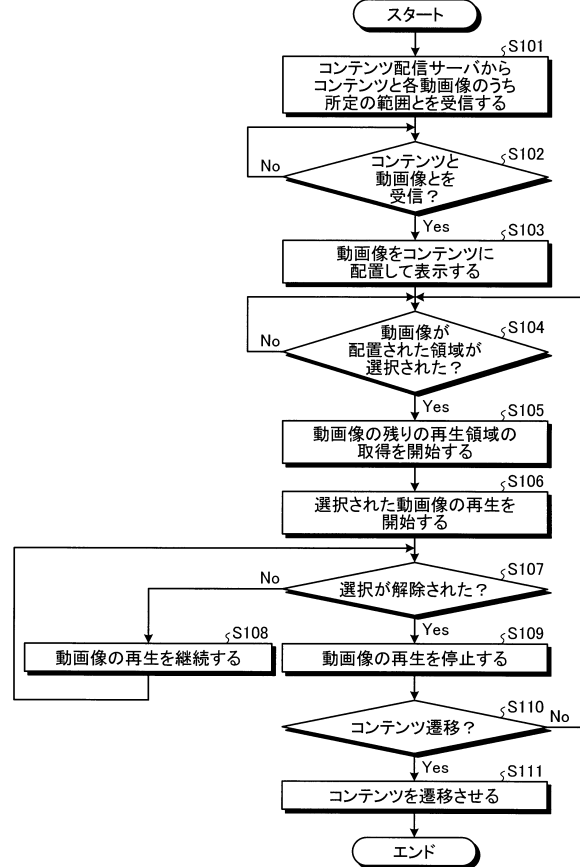 スタート
S101
コンテンツ配信サーバから
コンテンツと各動画像のうち
所定の範囲とを受信する
S102
コンテンツと
動画像とを
受信？
No
Yes
S103
動画像をコンテンツに
配置して表示する
S104
動画像が
配置された領域が
選択された？
No
Yes
S105
動画像の残りの再生領域の
取得を開始する
S106
選択された動画像の再生を
開始する
S107
選択が解除された？
No
Yes
S108
動画像の再生を継続する
S109
動画像の再生を停止する
S110
コンテンツ遷移？
No
Yes
S111
コンテンツを遷移させる
エンド